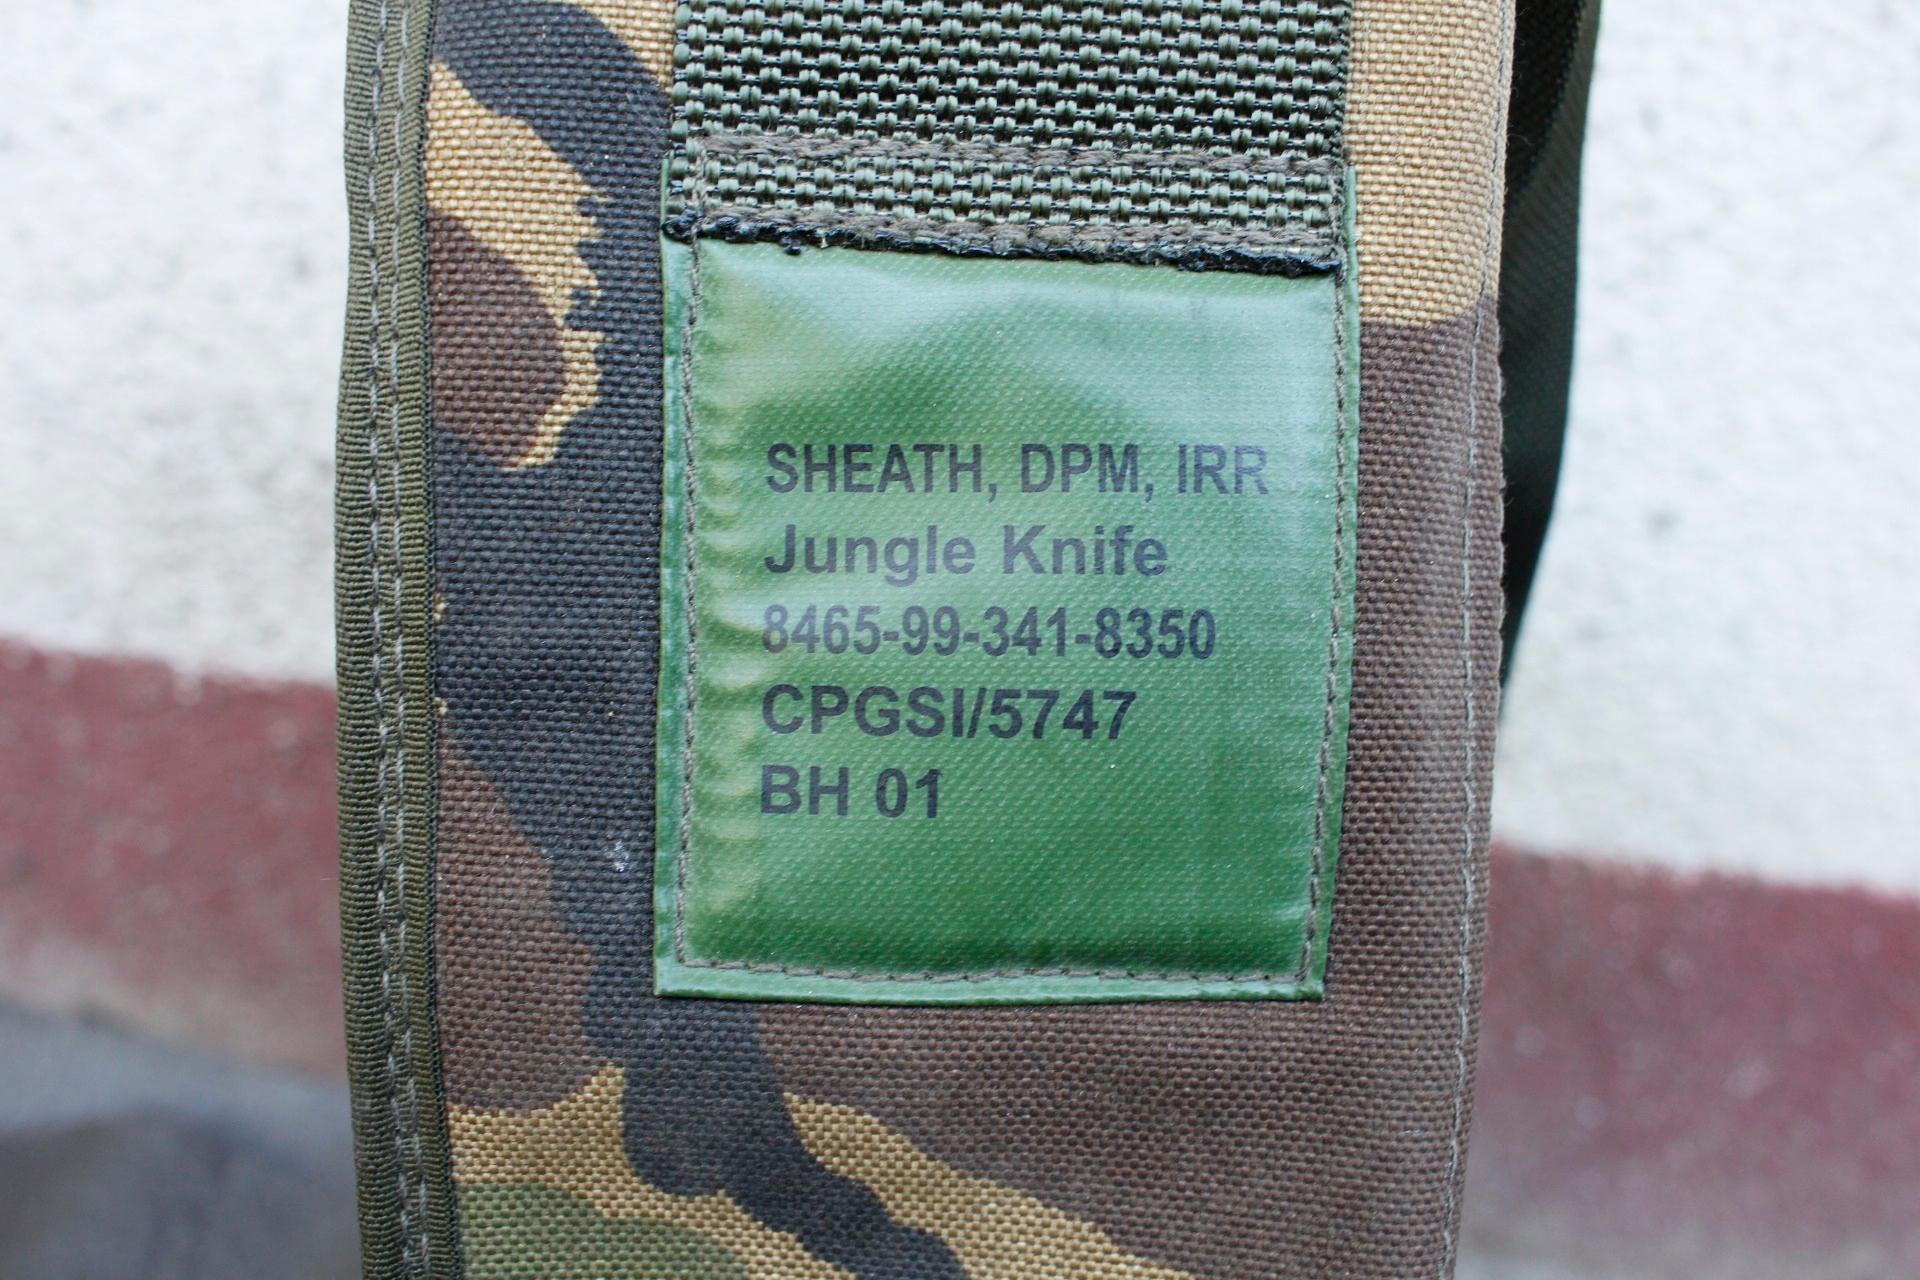 SHEATH, DPM, IRR
Jungle Knife
8465-99-341-8350
CPGSI/5747
BH 01